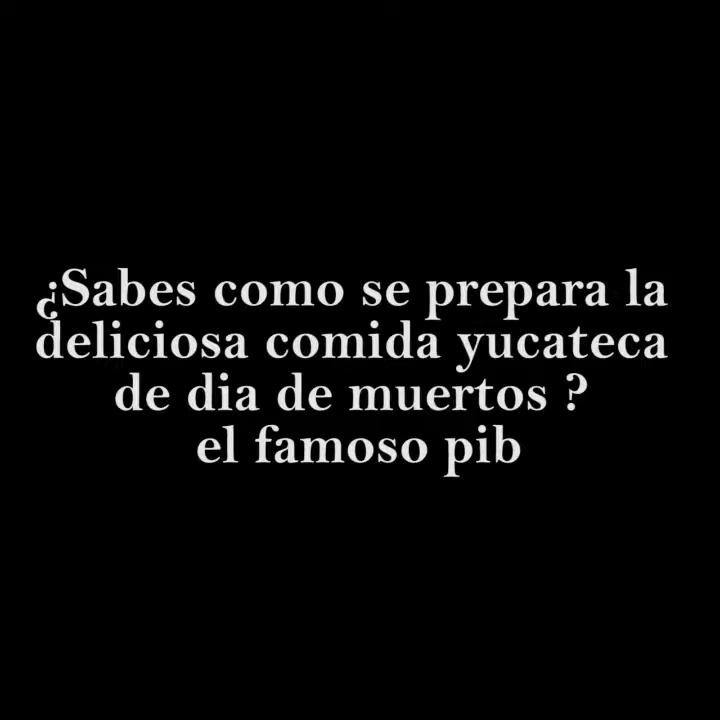 ¿Sabes como se prepara la
deliciosa comida yucateca
de dia de muertos ?
el famoso pib